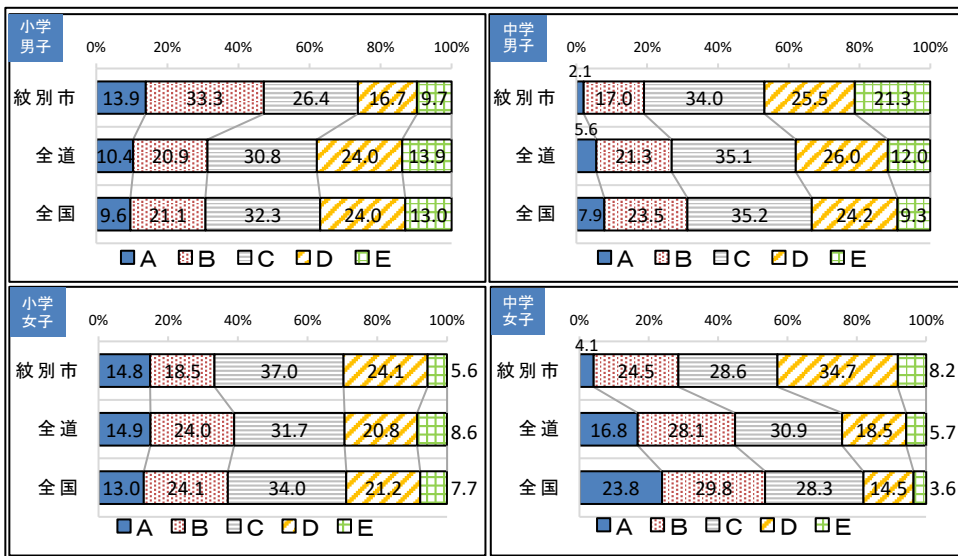 小学
男子
0% 20% 40% 60% 80% 100%
紋別市 13.9 33.3 26.4 16.7 9.7
全道 10.4 20.9 30.8 24.0 13.9
全国 9.6 21.1 32.3 24.0 13.0
A B C D E
中学
男子
0% 20% 40% 60% 80% 100%
紋別市 2.1 17.0 34.0 25.5 21.3
全道 5.6 21.3 35.1 26.0 12.0
全国 7.9 23.5 35.2 24.2 9.3
A B C D E
小学
女子
0% 20% 40% 60% 80% 100%
紋別市 14.8 18.5 37.0 24.1 5.6
全道 14.9 24.0 31.7 20.8 8.6
全国 13.0 24.1 34.0 21.2 7.7
A B C D E
中学
女子
0% 20% 40% 60% 80% 100%
紋別市 4.1 24.5 28.6 34.7 8.2
全道 16.8 28.1 30.9 18.5 5.7
全国 23.8 29.8 28.3 14.5 3.6
A B C D E